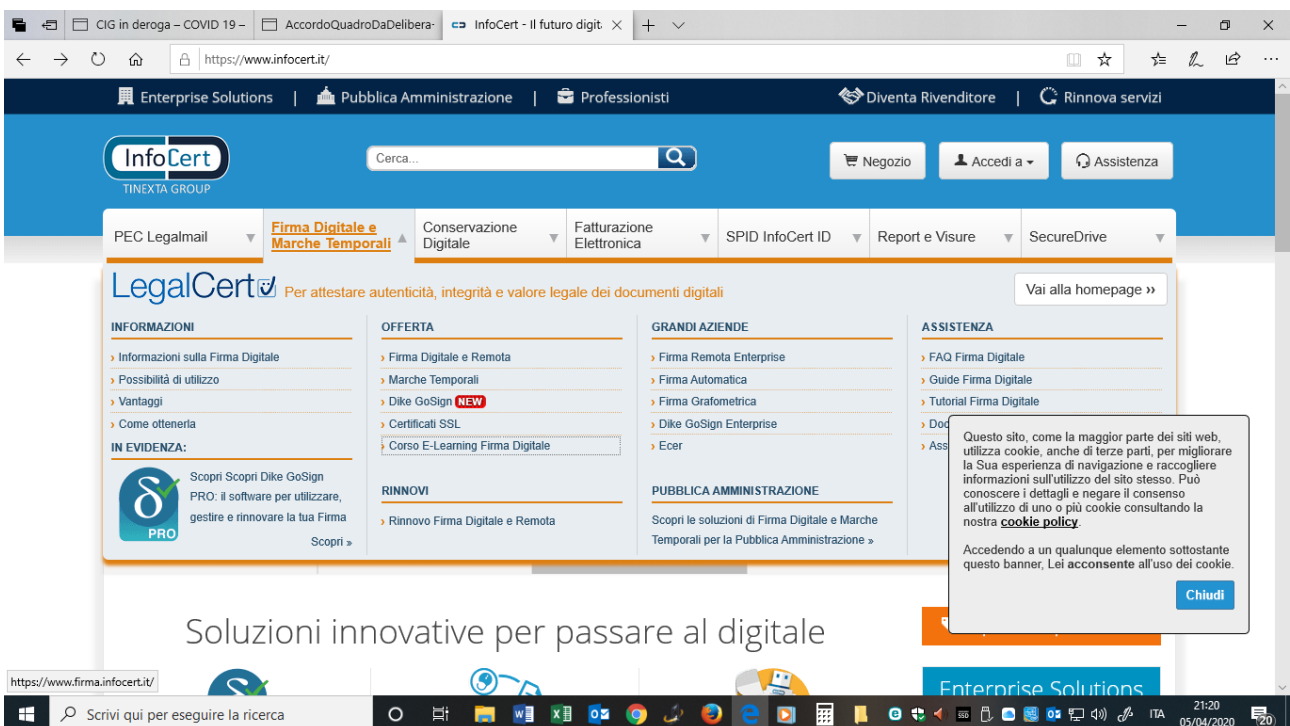 CIG in deroga – COVID 19 –
AccordoQuadroDaDelibera-
InfoCert - Il futuro digit.
https://www.infocert.it/
Enterprise Solutions | Pubblica Amministrazione | Professionisti
Diventa Rivenditore | Rinnova servizi
InfoCert
TINEXTA GROUP
Cerca...
Negozio
Accedi a
Assistenza
PEC Legalmail
Firma Digitale e
Marche Temporali
Conservazione
Digitale
Fatturazione
Elettronica
SPID InfoCert ID
Report e Visure
SecureDrive
LegalCert Per attestare autenticità, integrità e valore legale dei documenti digitali
Vai alla homepage ››
INFORMAZIONI
› Informazioni sulla Firma Digitale
› Possibilità di utilizzo
› Vantaggi
› Come ottenerla
IN EVIDENZA:
PRO
Scopri Scopri Dike GoSign
PRO: il software per utilizzare,
gestire e rinnovare la tua Firma
Scopri »
OFFERTA
› Firma Digitale e Remota
› Marche Temporali
› Dike GoSign NEW
› Certificati SSL
› Corso E-Learning Firma Digitale
RINNOVI
› Rinnovo Firma Digitale e Remota
GRANDI AZIENDE
› Firma Remota Enterprise
› Firma Automatica
› Firma Grafometrica
› Dike GoSign Enterprise
› Ecer
PUBBLICA AMMINISTRAZIONE
Scopri le soluzioni di Firma Digitale e Marche
Temporali per la Pubblica Amministrazione »
ASSISTENZA
› FAQ Firma Digitale
› Guide Firma Digitale
› Tutorial Firma Digitale
› Doc
› Ass
Questo sito, come la maggior parte dei siti web,
utilizza cookie, anche di terze parti, per migliorare
la Sua esperienza di navigazione e raccogliere
informazioni sull'utilizzo del sito stesso. Può
conoscere i dettagli e negare il consenso
all'utilizzo di uno o più cookie consultando la
nostra cookie policy.
Accedendo a un qualunque elemento sottostante
questo banner, Lei acconsente all'uso dei cookie.
Chiudi
Soluzioni innovative per passare al digitale
Enterprise Solutions
https://www.firma.infocert.it/
Scrivi qui per eseguire la ricerca
ITA
21:20
05/04/2020
20